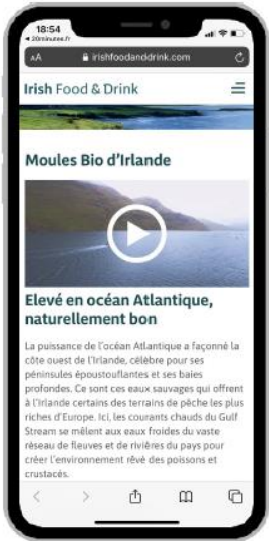 18:54
◂ 20minutes.fr
AA irishfoodanddrink.com
Irish Food & Drink
Moules Bio d'Irlande
Elevé en océan Atlantique,
naturellement bon
La puissance de l'océan Atlantique a façonné la
côte ouest de l'Irlande, célèbre pour ses
péninsules époustouflantes et ses baies
profondes. Ce sont ces eaux sauvages qui offrent
à l'Irlande certains des terrains de pêche les plus
riches d'Europe. Ici, les courants chauds du Gulf
Stream se mêlent aux eaux froides du vaste
réseau de fleuves et de rivières du pays pour
créer l'environnement rêvé des poissons et
crustacés.